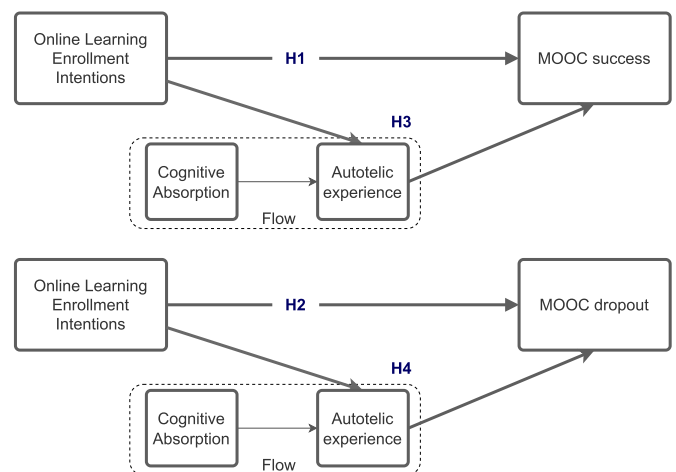 Online Learning
Enrollment
Intentions
H1
MOOC success
H3
Cognitive
Absorption
Autotelic
experience
Flow
Online Learning
Enrollment
Intentions
H2
MOOC dropout
H4
Cognitive
Absorption
Autotelic
experience
Flow